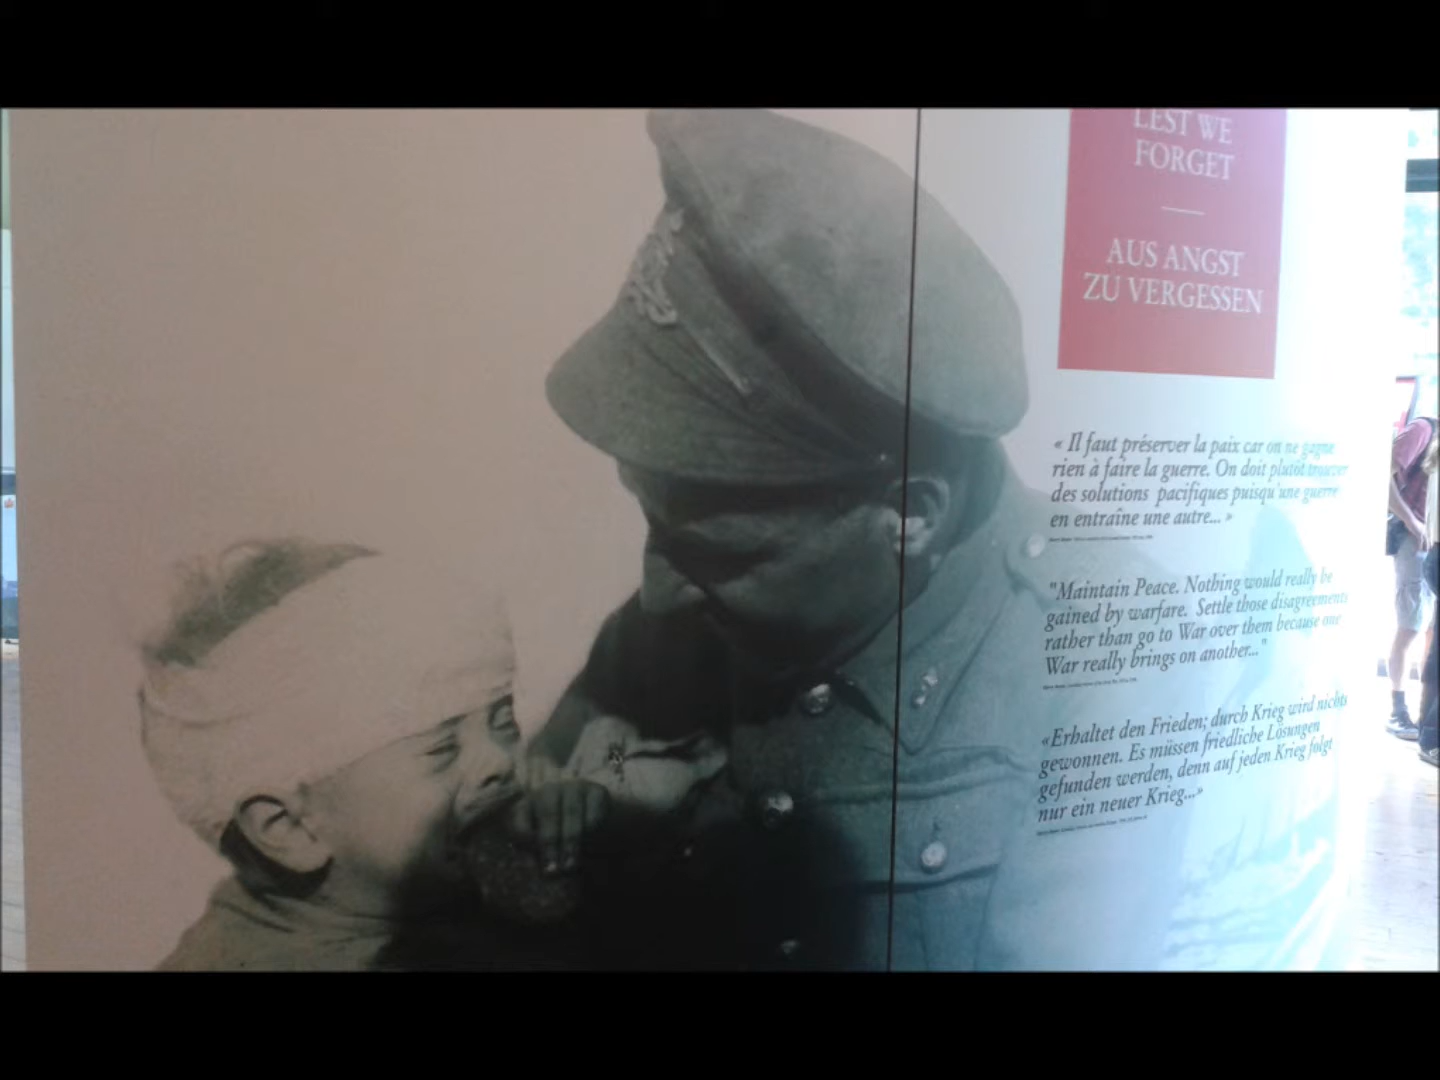 LEST WE
FORGET
AUS ANGST
ZU VERGESSEN
« Il faut préserver la paix car on ne gagne
rien à faire la guerre. On doit plutôt trouver
des solutions pacifiques puisqu'une guerre
en entraîne une autre... »
"Maintain Peace. Nothing would really be
gained by warfare. Settle those disagreements
rather than go to War over them because one
War really brings on another..."
«Erhaltet den Frieden; durch Krieg wird nichts
gewonnen. Es müssen friedliche Lösungen
gefunden werden, denn auf jeden Krieg folgt
nur ein neuer Krieg...»